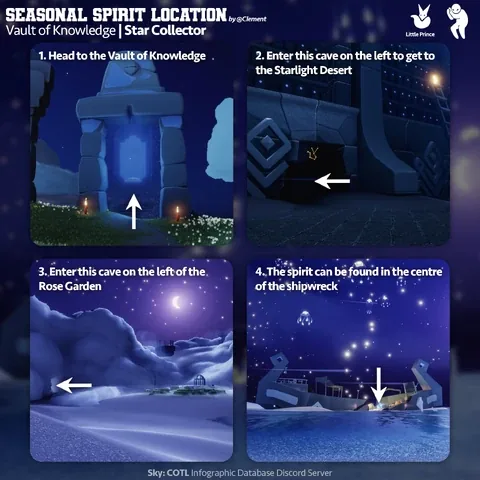 SEASONAL SPIRIT LOCATION by @Clement
Vault of Knowledge | Star Collector
Little Prince
1. Head to the Vault of Knowledge
2. Enter this cave on the left to get to
the Starlight Desert
3. Enter this cave on the left of the
Rose Garden
4. The spirit can be found in the centre
of the shipwreck
Sky: COTL Infographic Database Discord Server